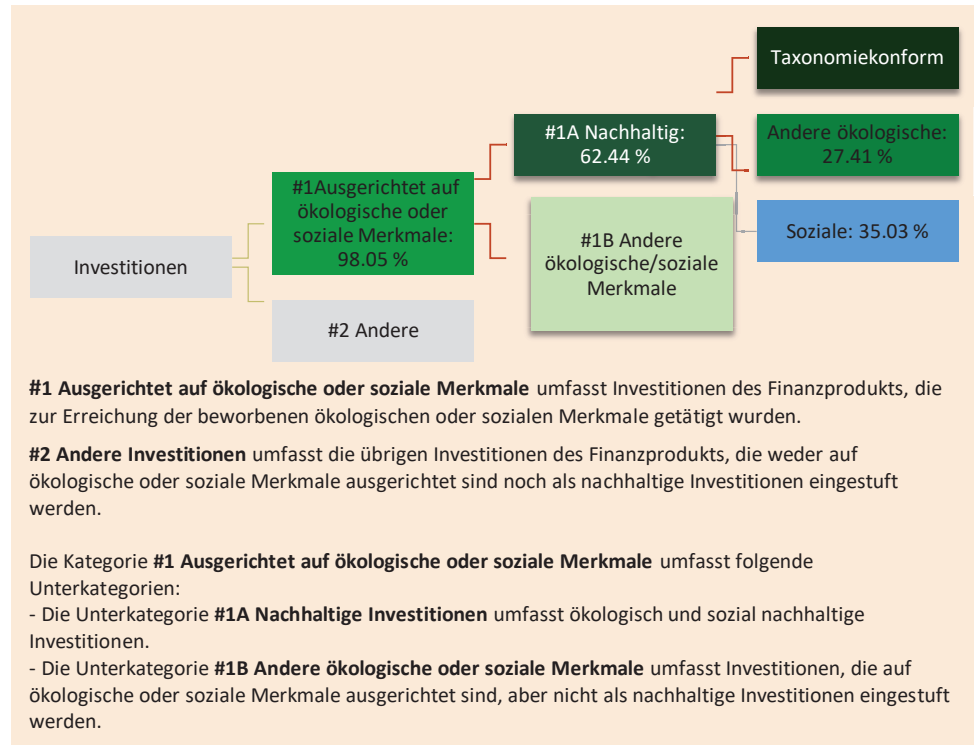 Taxonomiekonform
#1A Nachhaltig:
62.44 %
Andere ökologische:
27.41 %
#1Ausgerichtet auf
ökologische oder
soziale Merkmale:
98.05 %
#1B Andere
ökologische/soziale
Merkmale
Soziale: 35.03 %
Investitionen
#2 Andere
#1 Ausgerichtet auf ökologische oder soziale Merkmale umfasst Investitionen des Finanzprodukts, die
zur Erreichung der beworbenen ökologischen oder sozialen Merkmale getätigt wurden.
#2 Andere Investitionen umfasst die übrigen Investitionen des Finanzprodukts, die weder auf
ökologische oder soziale Merkmale ausgerichtet sind noch als nachhaltige Investitionen eingestuft
werden.
Die Kategorie #1 Ausgerichtet auf ökologische oder soziale Merkmale umfasst folgende
Unterkategorien:
- Die Unterkategorie #1A Nachhaltige Investitionen umfasst ökologisch und sozial nachhaltige
Investitionen.
- Die Unterkategorie #1B Andere ökologische oder soziale Merkmale umfasst Investitionen, die auf
ökologische oder soziale Merkmale ausgerichtet sind, aber nicht als nachhaltige Investitionen eingestuft
werden.